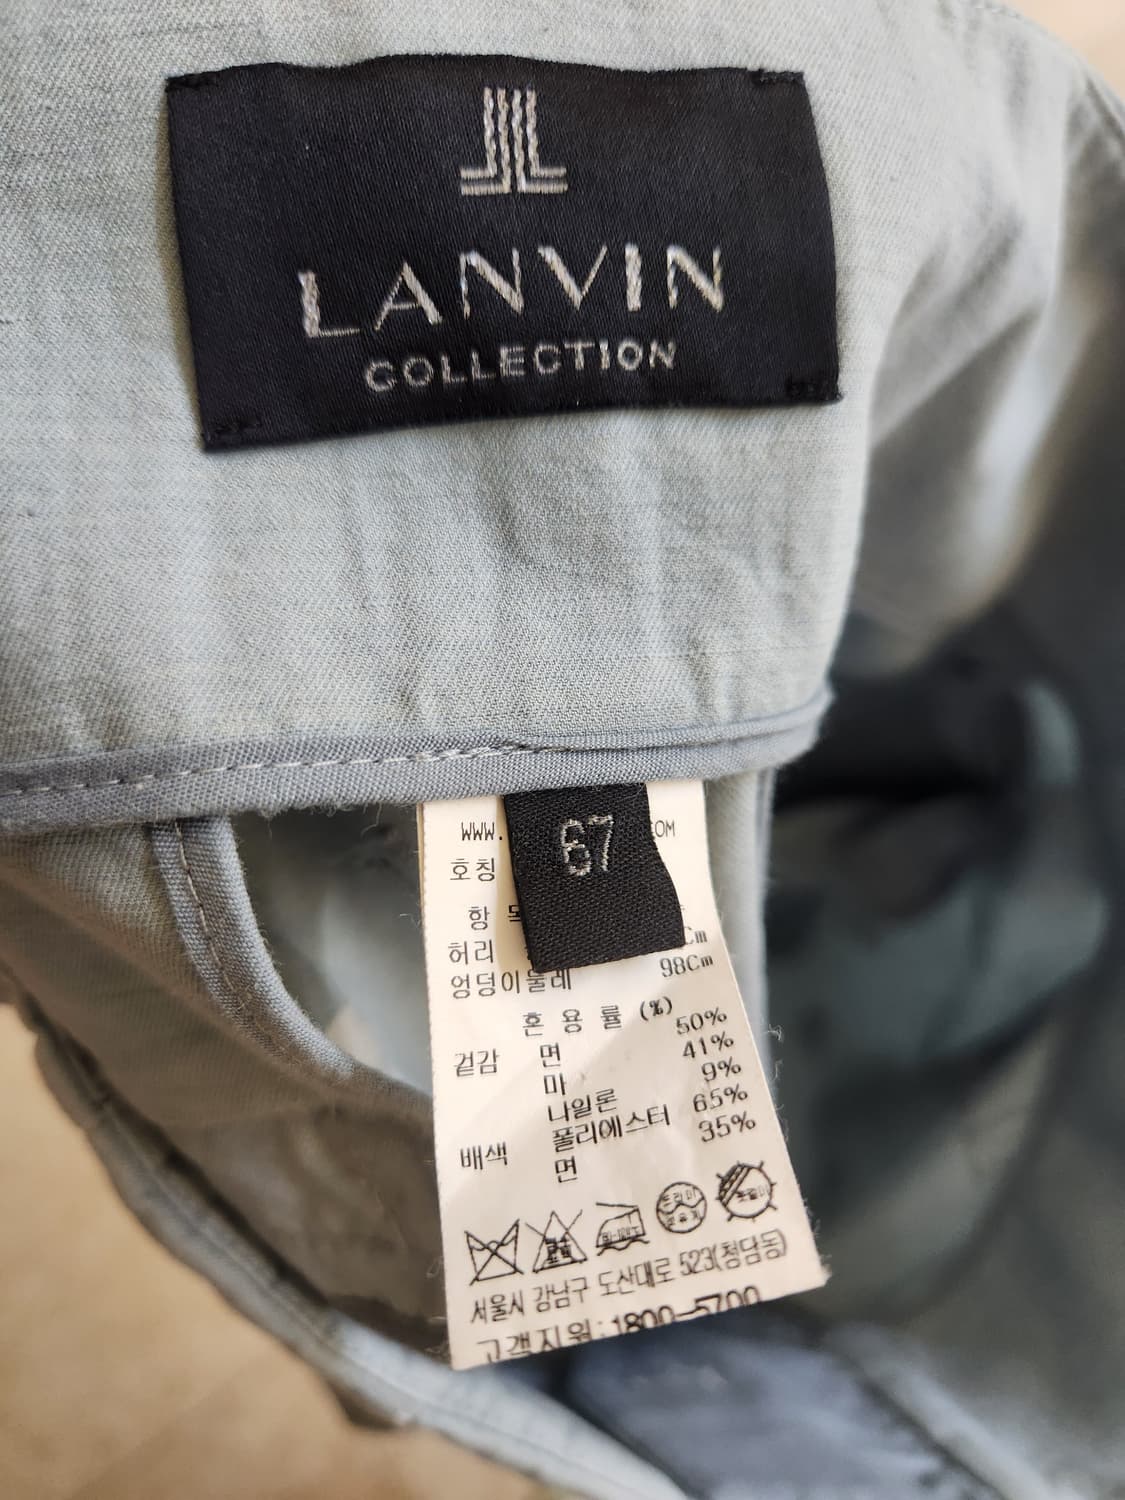 LANVIN
COLLECTION
67
WWW. COM
호칭
항
허리 Cm
엉덩이둘레 98Cm
혼 용 률 (%)
겉감 면 50%
마 41%
나일론 9%
배색 폴리에스터 65%
면 35%
드라이
서울시 강남구 도산대로 523(청담동)
고객지원:1800-5700